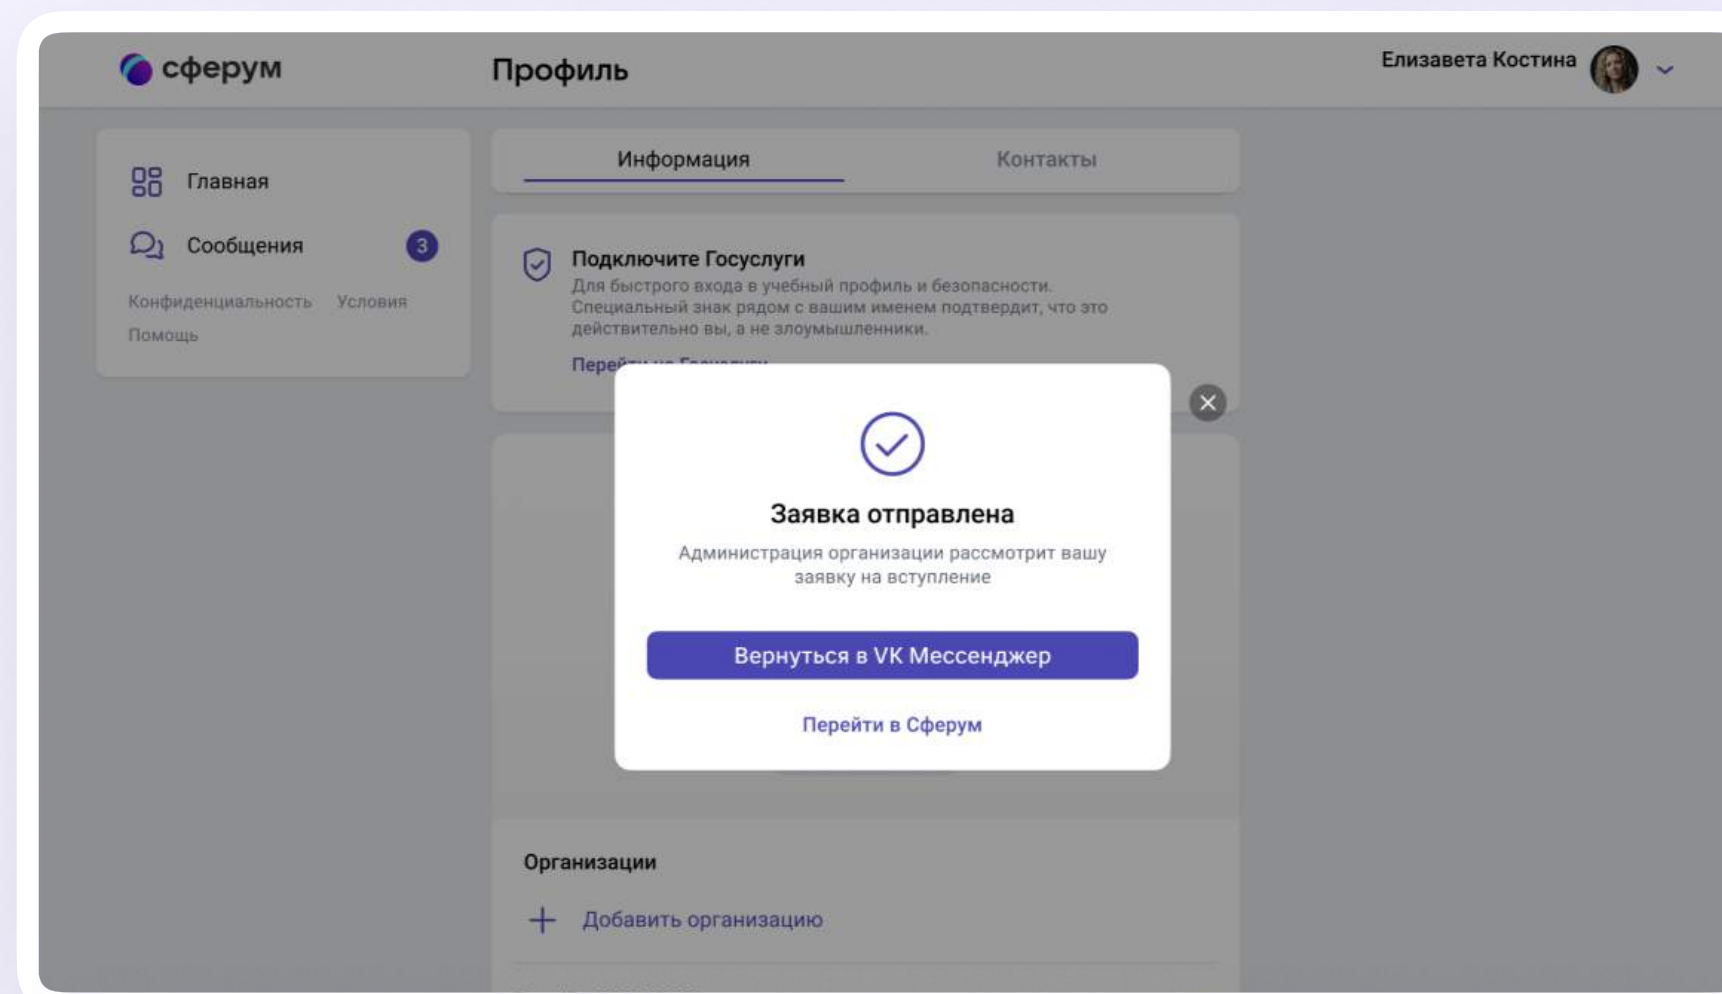 сферум
Профиль
Елизавета Костина
Главная
Сообщения 3
Конфиденциальность Условия
Помощь
Информация Контакты
Подключите Госуслуги
Для быстрого входа в учебный профиль и безопасности.
Специальный знак рядом с вашим именем подтвердит, что это
действительно вы, а не злоумышленники.
Заявка отправлена
Администрация организации рассмотрит вашу
заявку на вступление
Вернуться в VK Мессенджер
Перейти в Сферум
Организации
Добавить организацию